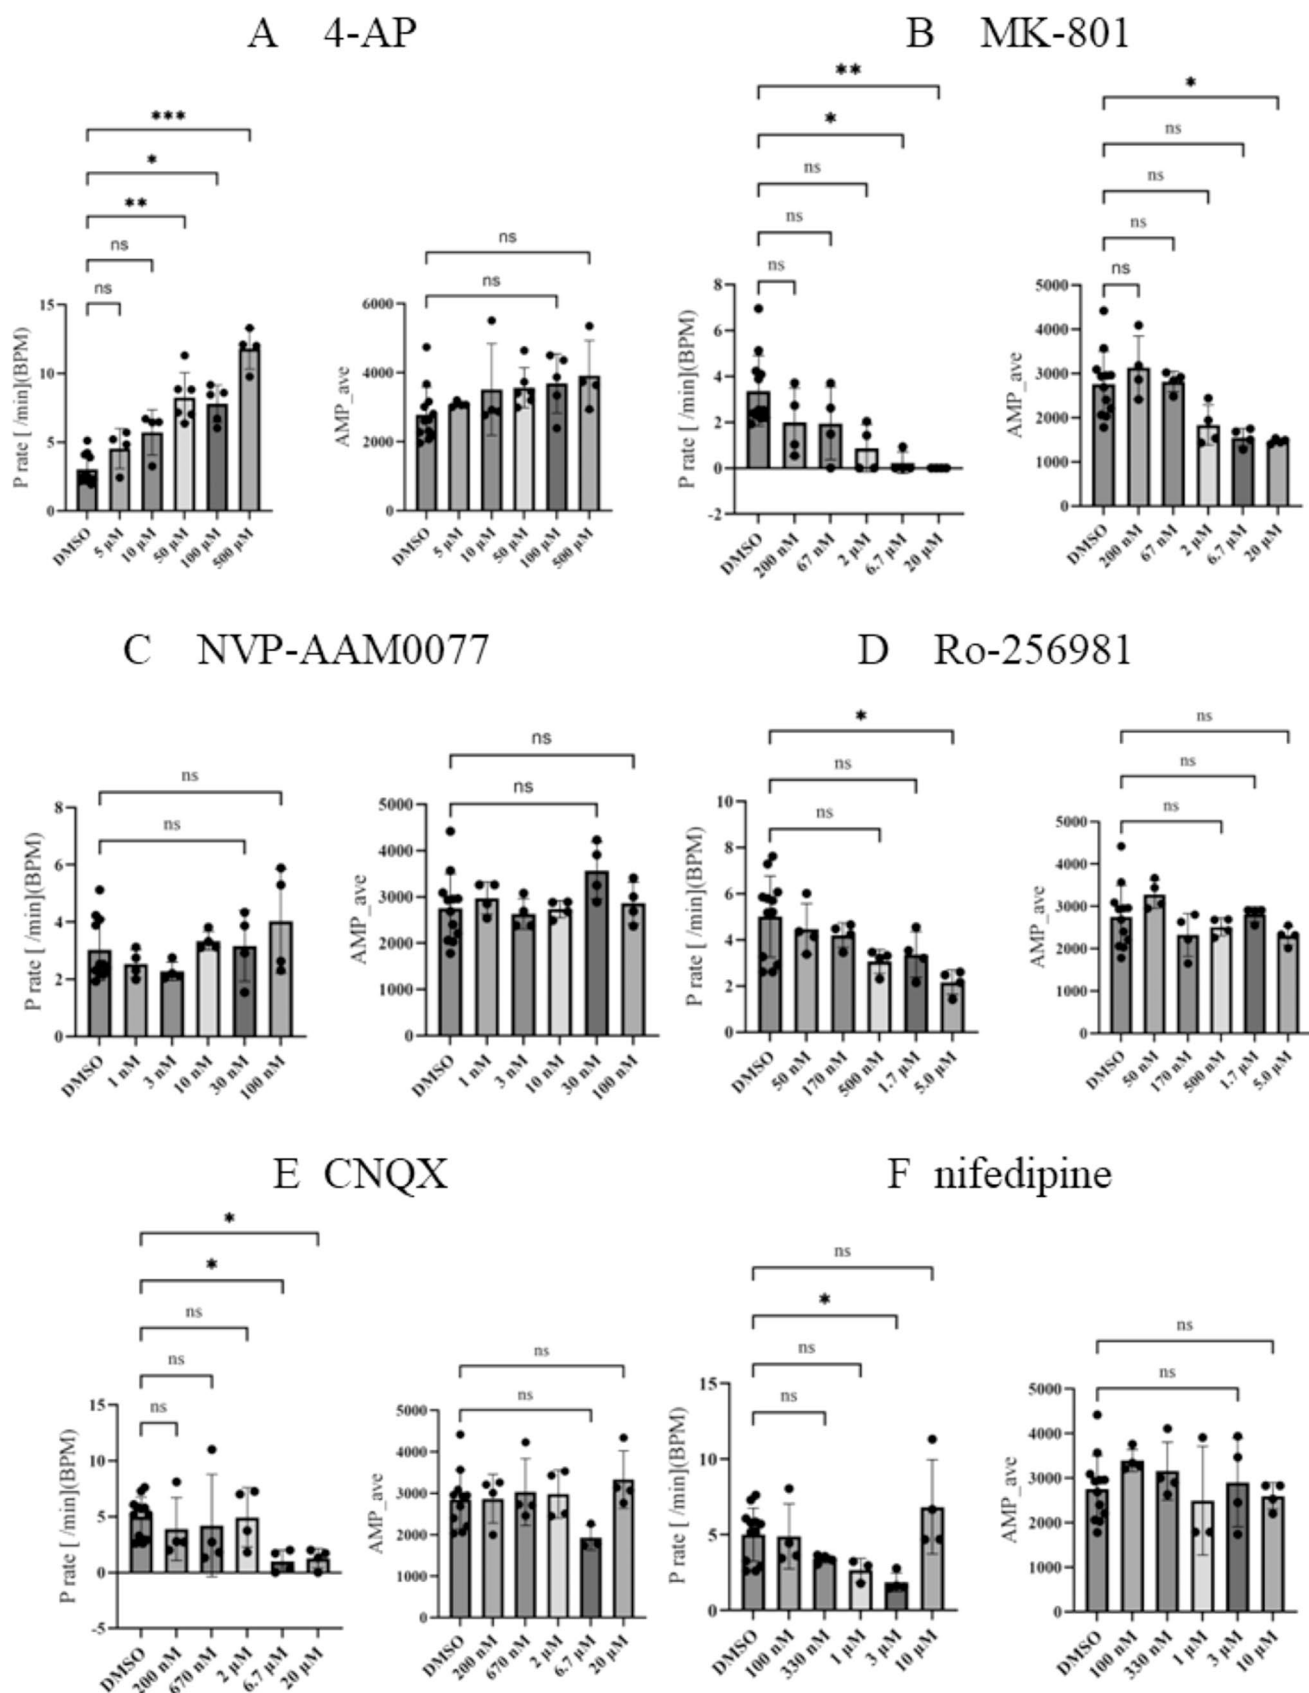 A 4-AP
***
*
**
ns
ns
P rate [ /min](BPM)
15
10
5
0
DMSO
5 µM
10 µM
50 µM
100 µM
500 µM
ns
ns
AMP_ave
6000
4000
2000
0
DMSO
5 µM
10 µM
50 µM
100 µM
500 µM
B MK-801
**
*
ns
ns
ns
P rate [ /min](BPM)
8
6
4
2
0
-2
DMSO
200 nM
67 nM
2 µM
6.7 µM
20 µM
*
ns
ns
ns
ns
AMP_ave
5000
4000
3000
2000
1000
0
DMSO
200 nM
67 nM
2 µM
6.7 µM
20 µM
C NVP-AAM0077
ns
ns
P rate [ /min](BPM)
8
6
4
2
0
DMSO
1 nM
3 nM
10 nM
30 nM
100 nM
ns
ns
AMP_ave
5000
4000
3000
2000
1000
0
DMSO
1 nM
3 nM
10 nM
30 nM
100 nM
D Ro-256981
*
ns
ns
P rate [ /min](BPM)
10
8
6
4
2
0
DMSO
50 nM
170 nM
500 nM
1.7 µM
5.0 µM
ns
ns
ns
AMP_ave
5000
4000
3000
2000
1000
0
DMSO
50 nM
170 nM
500 nM
1.7 µM
5.0 µM
E CNQX
*
*
ns
ns
ns
P rate [ /min](BPM)
15
10
5
0
-5
DMSO
200 nM
670 nM
2 µM
6.7 µM
20 µM
ns
ns
AMP_ave
5000
4000
3000
2000
1000
0
DMSO
200 nM
670 nM
2 µM
6.7 µM
20 µM
F nifedipine
ns
*
ns
ns
P rate [ /min](BPM)
15
10
5
0
DMSO
100 nM
330 nM
1 µM
3 µM
10 µM
ns
ns
AMP_ave
5000
4000
3000
2000
1000
0
DMSO
100 nM
330 nM
1 µM
3 µM
10 µM